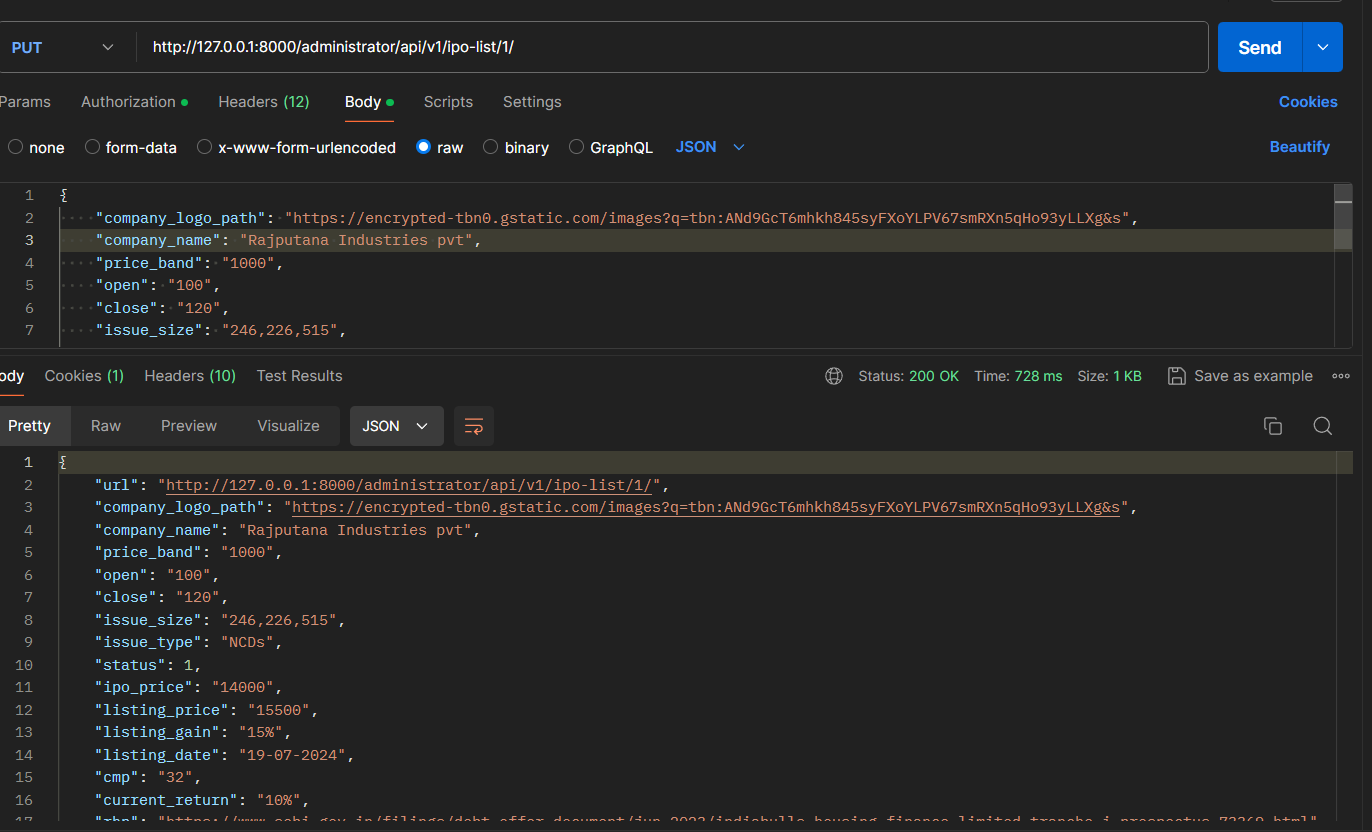 PUT http://127.0.0.1:8000/administrator/api/v1/ipo-list/1/ Send
Params Authorization Headers (12) Body Scripts Settings Cookies
none form-data x-www-form-urlencoded raw binary GraphQL JSON Beautify
1 {
2 "company_logo_path": "https://encrypted-tbn0.gstatic.com/images?q=tbn:ANd9GcT6mhkh845syFXoYLPV67smRXn5qHo93yLLXg&s",
3 "company_name": "Rajputana Industries pvt",
4 "price_band": "1000",
5 "open": "100",
6 "close": "120",
7 "issue_size": "246,226,515",
ody Cookies (1) Headers (10) Test Results Status: 200 OK Time: 728 ms Size: 1 KB Save as example
Pretty Raw Preview Visualize JSON
1 {
2 "url": "http://127.0.0.1:8000/administrator/api/v1/ipo-list/1/",
3 "company_logo_path": "https://encrypted-tbn0.gstatic.com/images?q=tbn:ANd9GcT6mhkh845syFXoYLPV67smRXn5qHo93yLLXg&s",
4 "company_name": "Rajputana Industries pvt",
5 "price_band": "1000",
6 "open": "100",
7 "close": "120",
8 "issue_size": "246,226,515",
9 "issue_type": "NCDs",
10 "status": 1,
11 "ipo_price": "14000",
12 "listing_price": "15500",
13 "listing_gain": "15%",
14 "listing_date": "19-07-2024",
15 "cmp": "32",
16 "current_return": "10%",
17